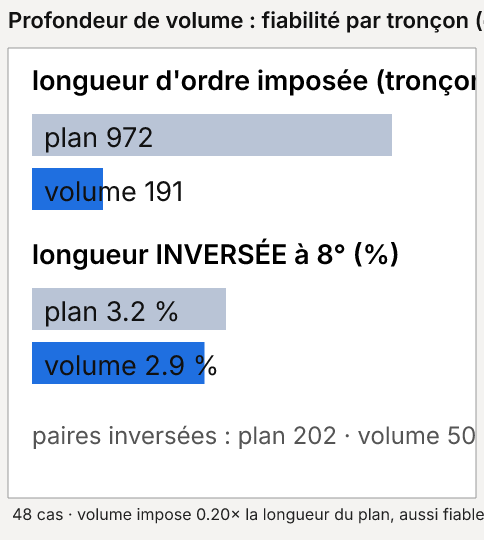 Profondeur de volume : fiabilité par tronçon (
longueur d'ordre imposée (tronçon
plan 972
volume 191
longueur INVERSÉE à 8° (%)
plan 3.2 %
volume 2.9 %
paires inversées : plan 202 · volume 50
48 cas · volume impose 0.20× la longueur du plan, aussi fiable